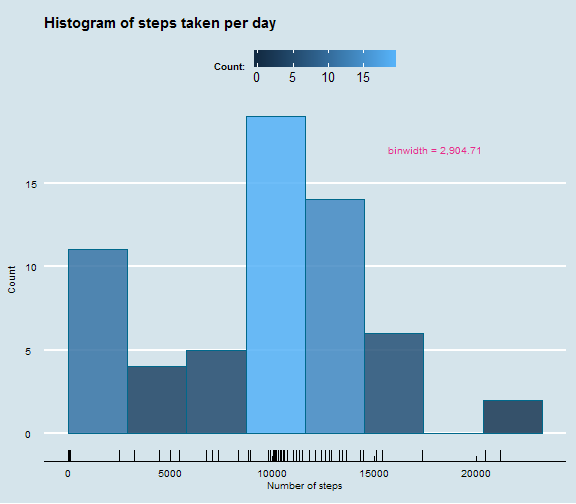 Histogram of steps taken per day
Count:
0 5 10 15
binwidth = 2,904.71
15
10
5
0
Count
0 5000 10000 15000 20000
Number of steps